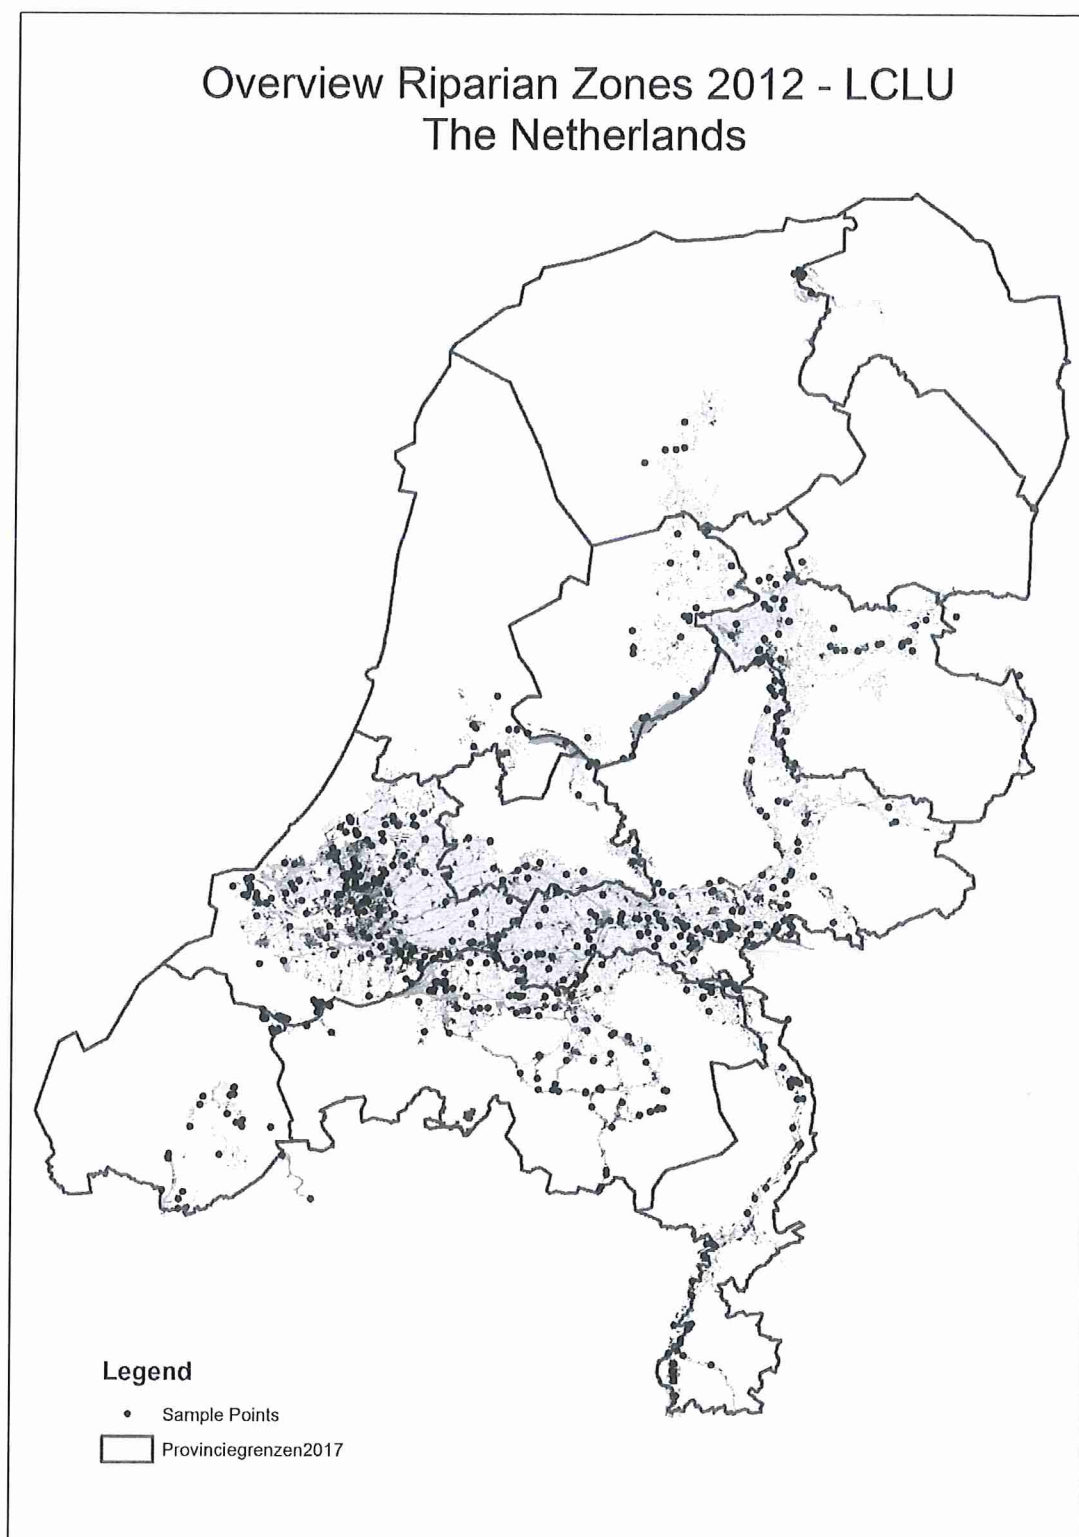 Overview Riparian Zones 2012 - LCLU
The Netherlands
Legend
Sample Points
Provinciegrenzen2017